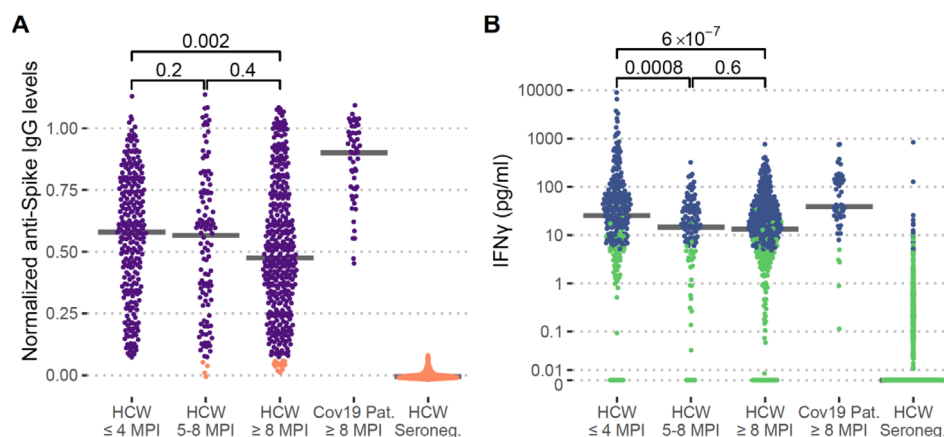 A
Normalized anti-Spike IgG levels
0.002
0.2
0.4
1.00
0.75
0.50
0.25
0.00
HCW
≤ 4 MPI
HCW
5-8 MPI
HCW
≥ 8 MPI
Cov19 Pat.
≥ 8 MPI
HCW
Seroneg.
B
IFNγ (pg/ml)
6 ×10⁻⁷
0.0008
0.6
10000
1000
100
10
1
0.1
0.01
0
HCW
≤ 4 MPI
HCW
5-8 MPI
HCW
≥ 8 MPI
Cov19 Pat.
≥ 8 MPI
HCW
Seroneg.